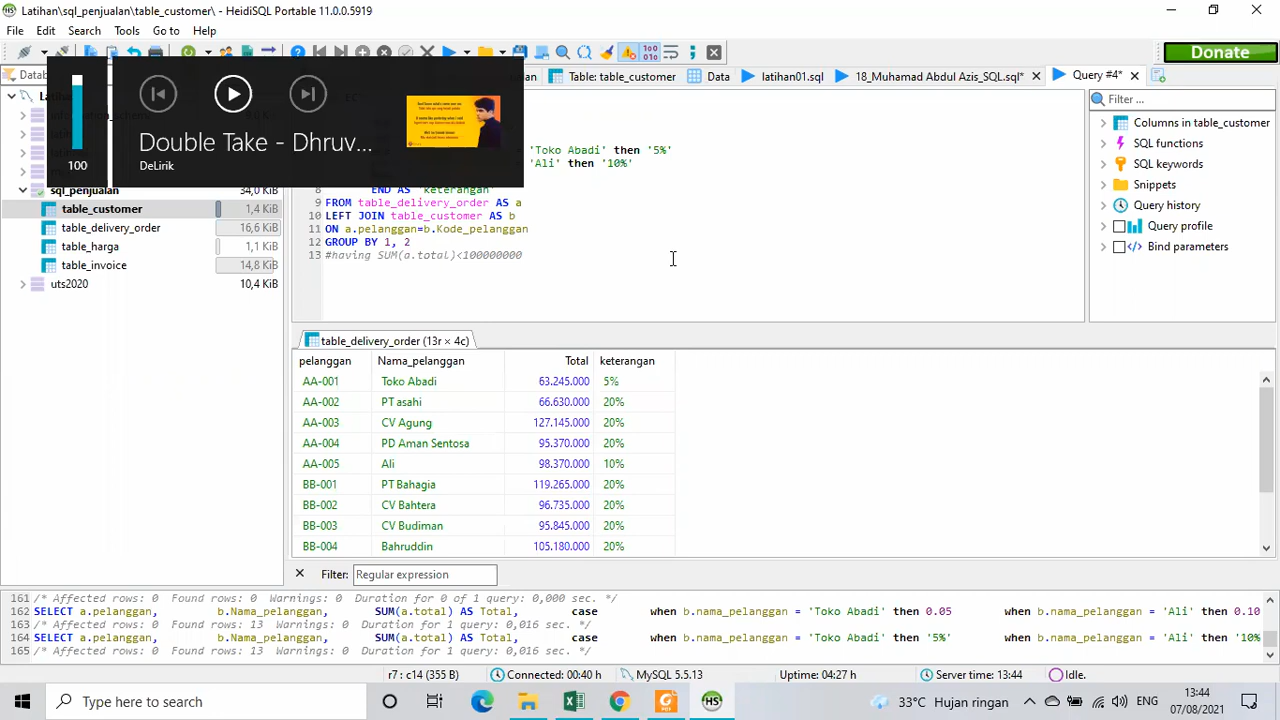 Latihan\sql_penjualan\table_customer\ - HeidiSQL Portable 11.0.0.5919
File Edit Search Tools Go to Help
Donate
Table: table_customer Data latihan01.sql 18_Muhamad Abdul Azis_SQL.sql* Query #4*
100
Double Take - Dhruv...
DeLirik
Filter...
Columns in table_customer
SQL functions
SQL keywords
Snippets
Query history
Query profile
Bind parameters
sql_penjualan 34,0 KiB
table_customer 1,4 KiB
table_delivery_order 16,6 KiB
table_harga 1,1 KiB
table_invoice 14,8 KiB
uts2020 10,4 KiB
'Toko Abadi' then '5%'
'Ali' then '10%'
8 END AS 'keterangan'
9 FROM table_delivery_order AS a
10 LEFT JOIN table_customer AS b
11 ON a.pelanggan=b.Kode_pelanggan
12 GROUP BY 1, 2
13 #having SUM(a.total)<100000000
table_delivery_order (13r × 4c)
pelanggan Nama_pelanggan Total keterangan
AA-001 Toko Abadi 63.245.000 5%
AA-002 PT asahi 66.630.000 20%
AA-003 CV Agung 127.145.000 20%
AA-004 PD Aman Sentosa 95.370.000 20%
AA-005 Ali 98.370.000 10%
BB-001 PT Bahagia 119.265.000 20%
BB-002 CV Bahtera 96.735.000 20%
BB-003 CV Budiman 95.845.000 20%
BB-004 Bahruddin 105.180.000 20%
Filter: Regular expression
161 /* Affected rows: 0 Found rows: 0 Warnings: 0 Duration for 0 of 1 query: 0,000 sec. */
162 SELECT a.pelanggan, b.Nama_pelanggan, SUM(a.total) AS Total, case when b.nama_pelanggan = 'Toko Abadi' then 0.05 when b.nama_pelanggan = 'Ali' then 0.10
163 /* Affected rows: 0 Found rows: 13 Warnings: 0 Duration for 1 query: 0,016 sec. */
164 SELECT a.pelanggan, b.Nama_pelanggan, SUM(a.total) AS Total, case when b.nama_pelanggan = 'Toko Abadi' then '5%' when b.nama_pelanggan = 'Ali' then '10%
165 /* Affected rows: 0 Found rows: 13 Warnings: 0 Duration for 1 query: 0,016 sec. */
r7 : c14 (355 B) Connected: 00:40 h MySQL 5.5.13 Uptime: 04:27 h Server time: 13:44 Idle.
Type here to search
33°C Hujan ringan ENG 13:44
07/08/2021